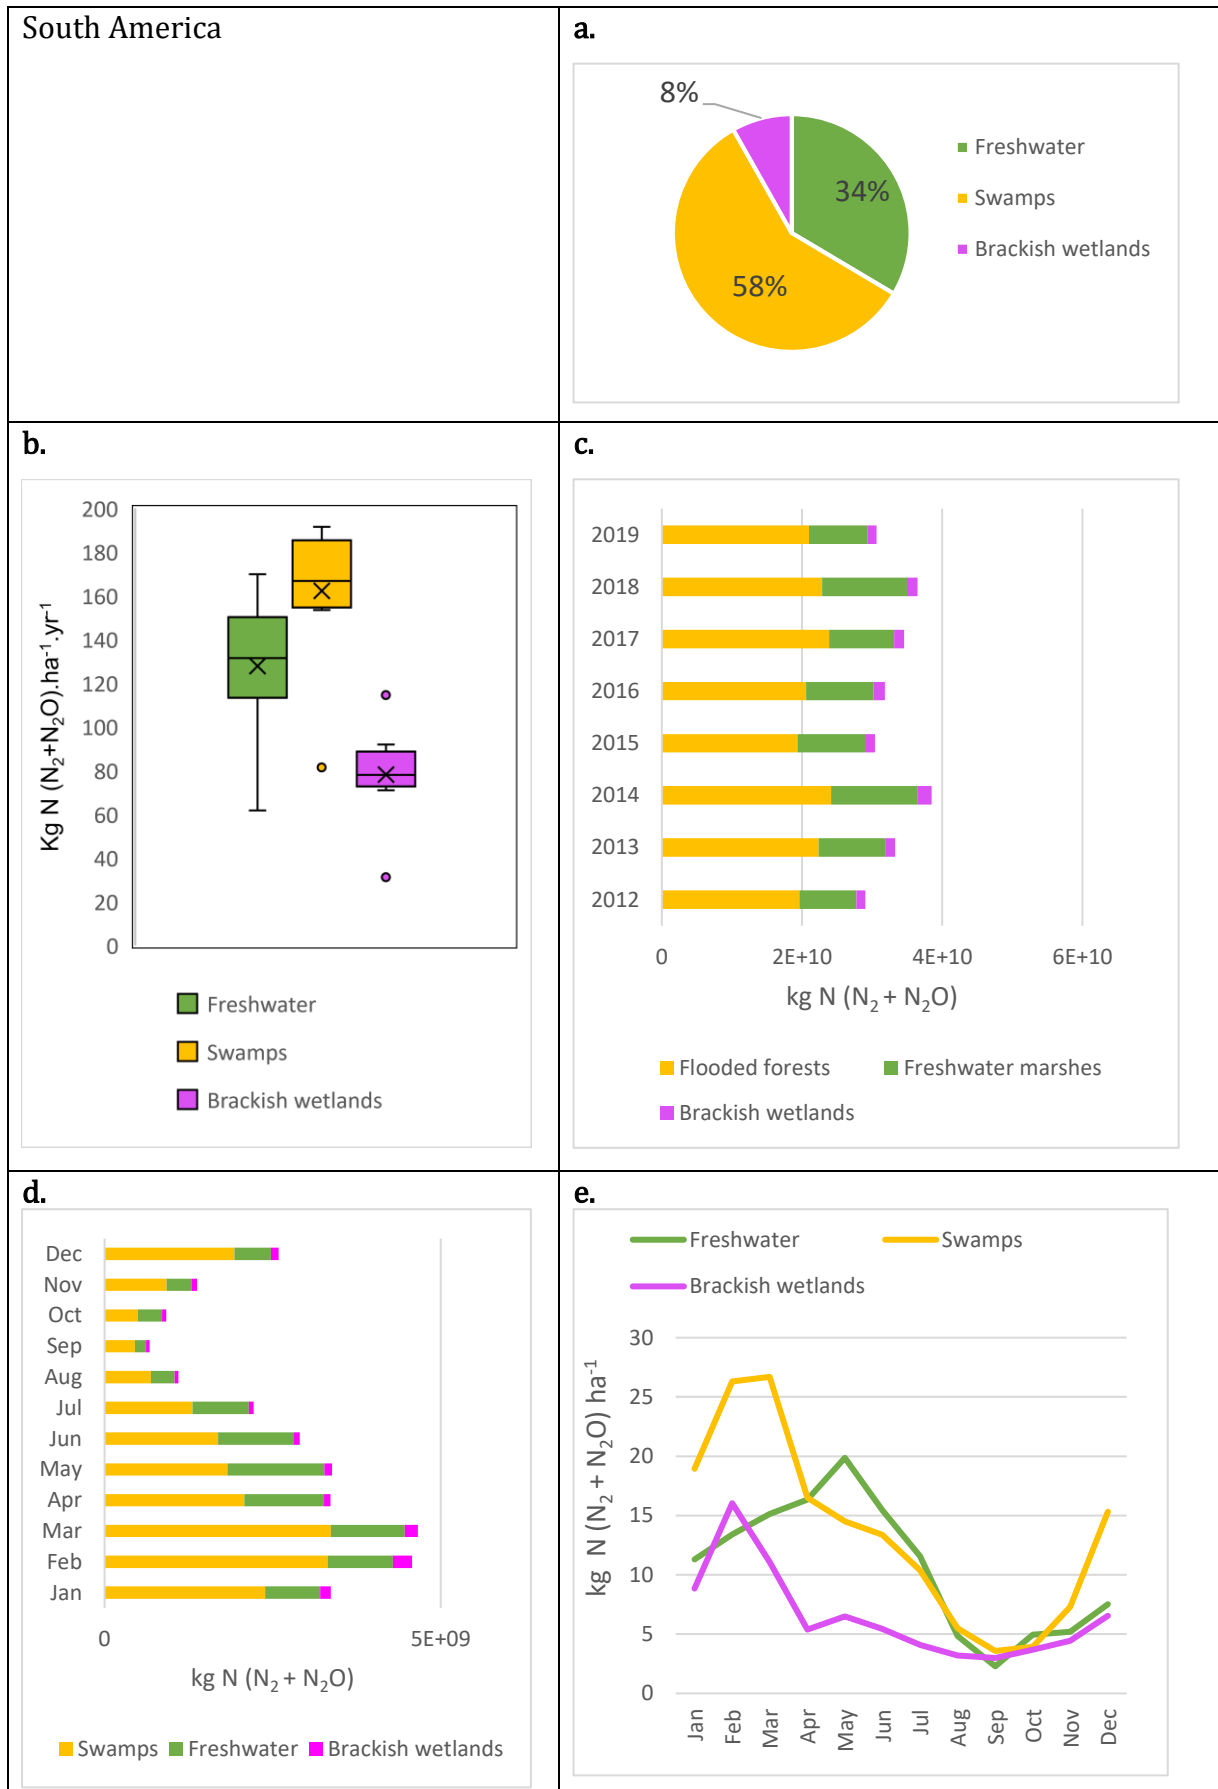 South America
a.
8%
34%
58%
Freshwater
Swamps
Brackish wetlands
b.
Kg N (N₂+N₂O).ha⁻¹.yr⁻¹
200
180
160
140
120
100
80
60
40
20
0
Freshwater
Swamps
Brackish wetlands
c.
2019
2018
2017
2016
2015
2014
2013
2012
0 2E+10 4E+10 6E+10
kg N (N₂ + N₂O)
Flooded forests Freshwater marshes
Brackish wetlands
d.
Dec
Nov
Oct
Sep
Aug
Jul
Jun
May
Apr
Mar
Feb
Jan
0 5E+09
kg N (N₂ + N₂O)
Swamps Freshwater Brackish wetlands
e.
Freshwater Swamps
Brackish wetlands
kg N (N₂ + N₂O) ha⁻¹
30
25
20
15
10
5
0
Jan Feb Mar Apr May Jun Jul Aug Sep Oct Nov Dec